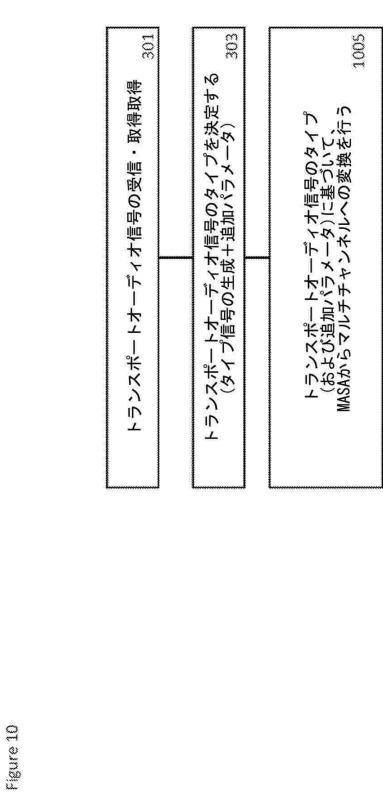 トランスポートオーディオ信号の受信・取得取得
301
トランスポートオーディオ信号のタイプを決定する
(タイプ信号の生成+追加パラメータ)
303
トランスポートオーディオ信号のタイプ
(および追加パラメータ)に基づいて、
MASAからマルチチャンネルへの変換を行う
1005
Figure 10